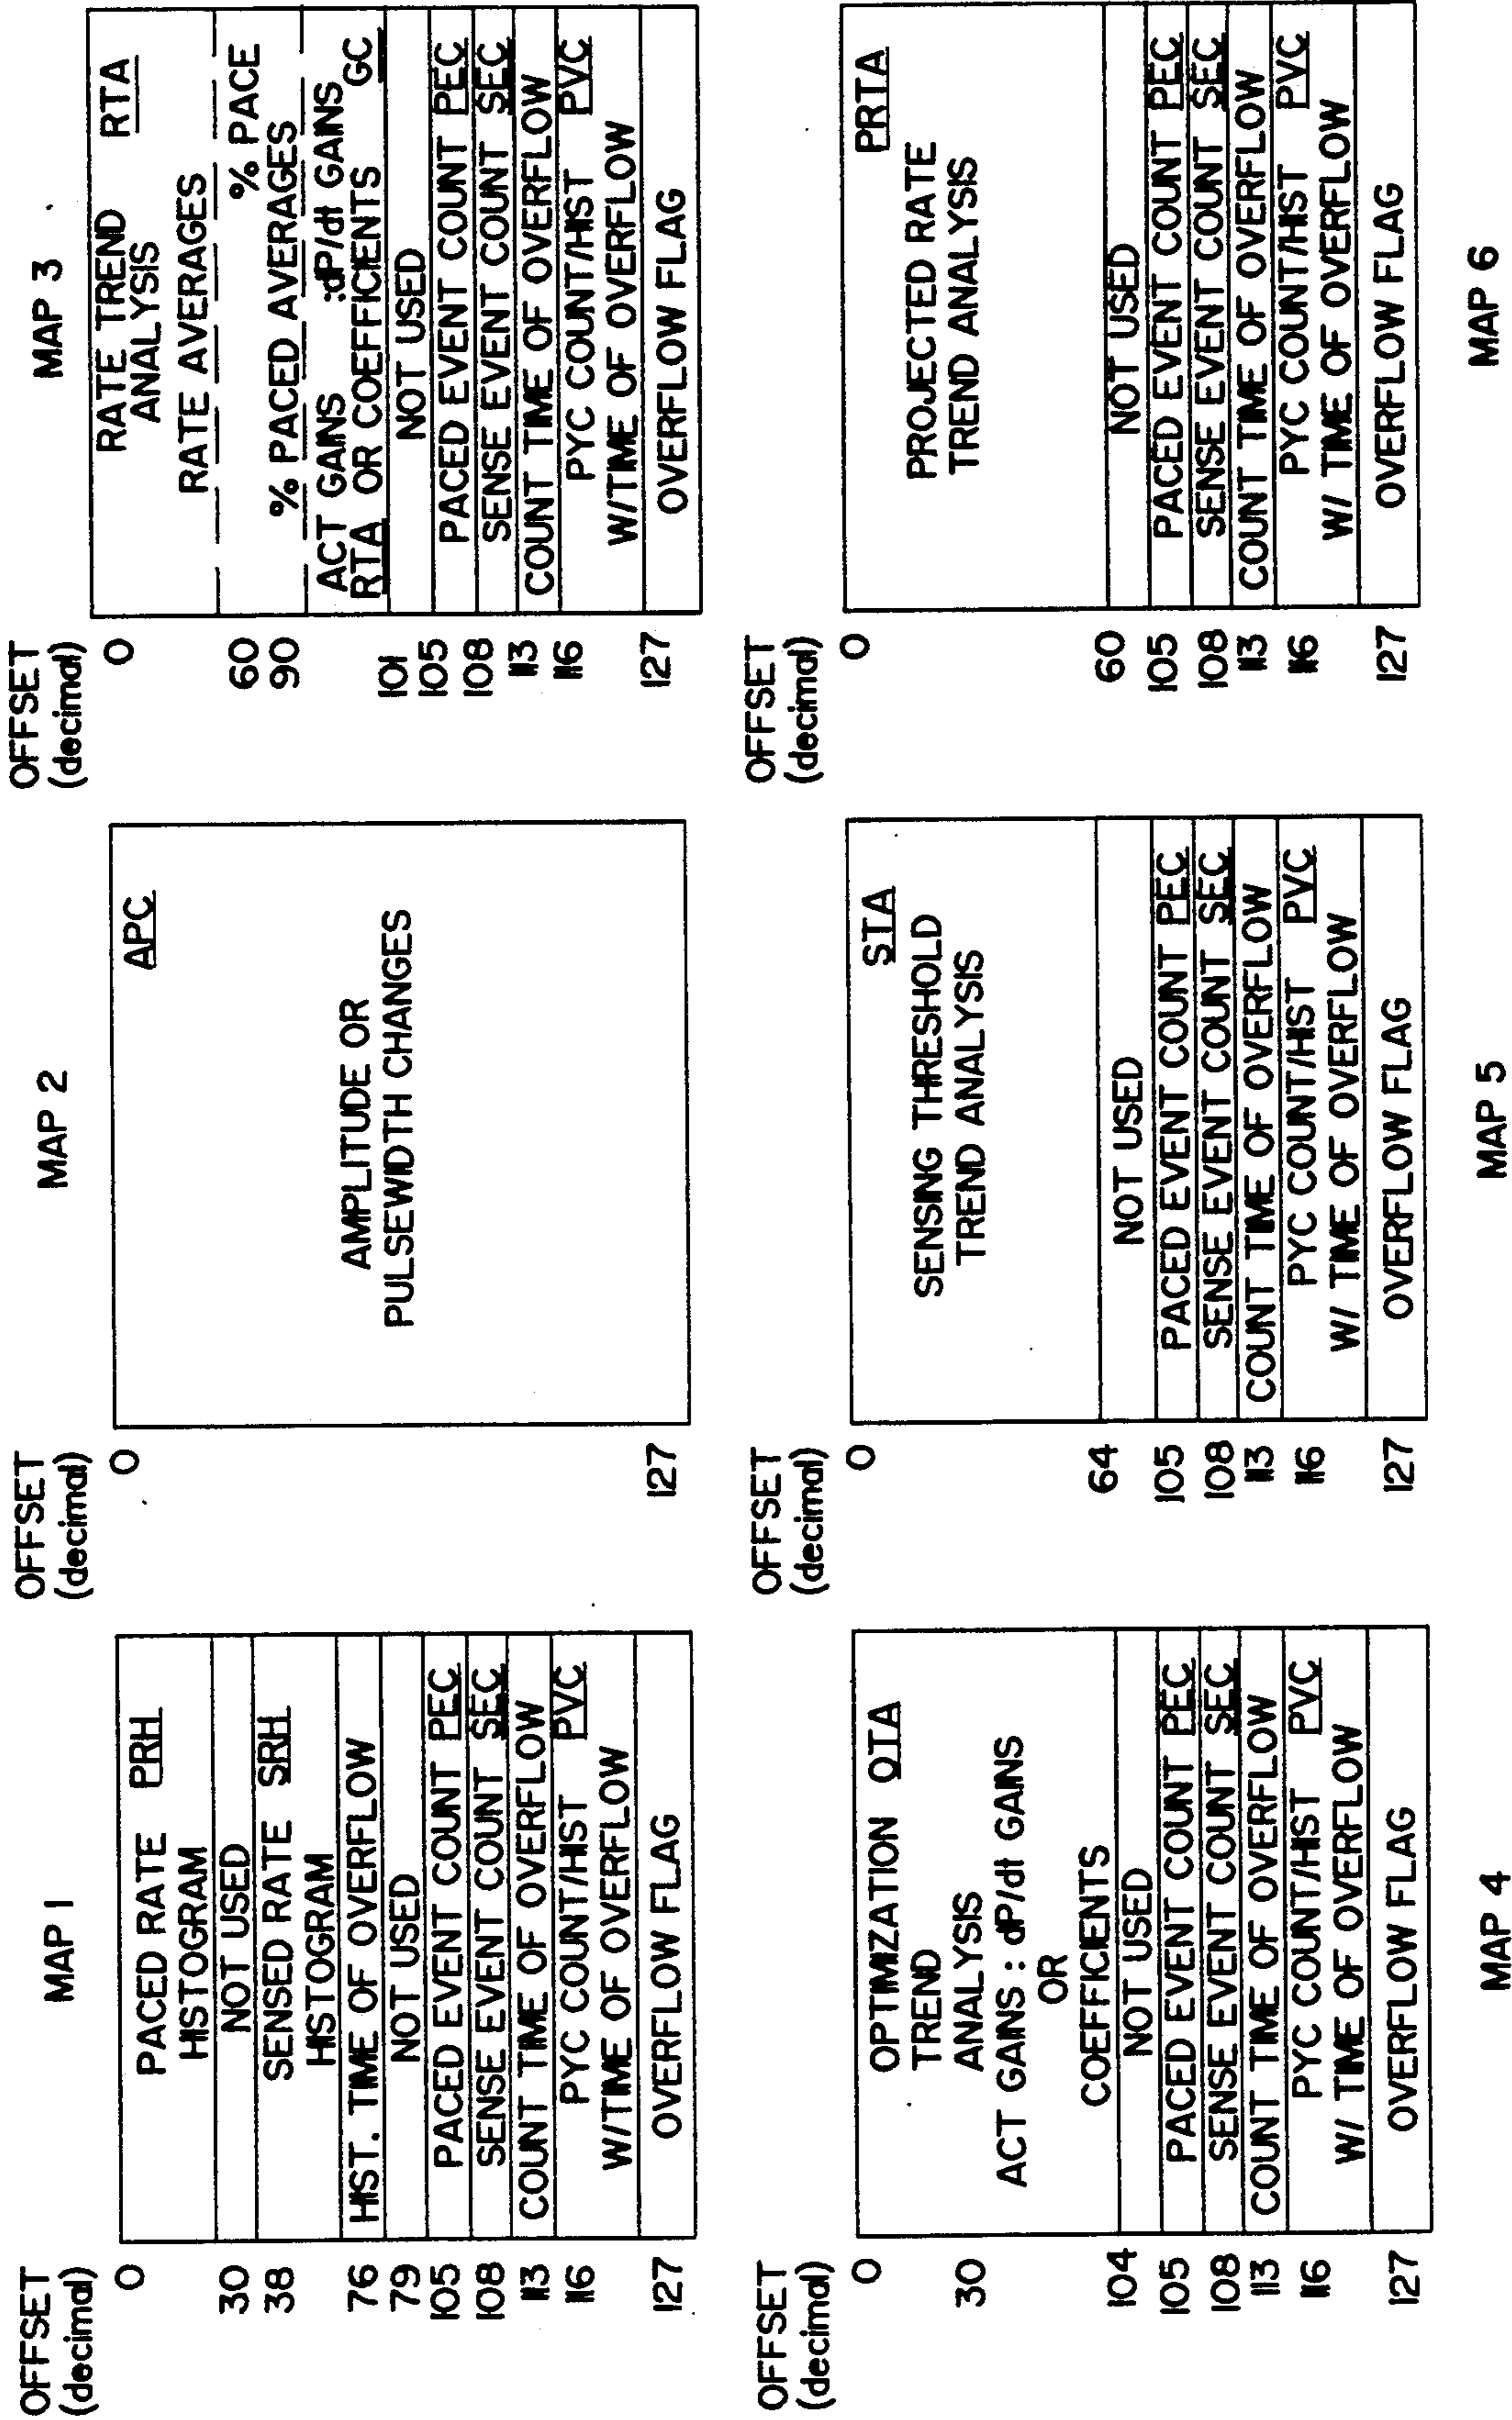 MAP 1
OFFSET
(decimal)
0
30
38
76
79
105
108
113
116
127
PACED RATE PRH
HISTOGRAM
NOT USED
SENSED RATE SRH
HISTOGRAM
HIST. TIME OF OVERFLOW
NOT USED
PACED EVENT COUNT PEC
SENSE EVENT COUNT SEC
COUNT TIME OF OVERFLOW
PYC COUNT/HIST PVC
W/TIME OF OVERFLOW
OVERFLOW FLAG
MAP 2
OFFSET
(decimal)
0
127
APC
AMPLITUDE OR
PULSEWIDTH CHANGES
MAP 3
OFFSET
(decimal)
0
60
90
101
105
108
113
116
127
RATE TREND RTA
ANALYSIS
RATE AVERAGES
% PACE
% PACED AVERAGES
ACT GAINS :dP/dt GAINS
RTA OR COEFFICIENTS GC
NOT USED
PACED EVENT COUNT PEC
SENSE EVENT COUNT SEC
COUNT TIME OF OVERFLOW
PYC COUNT/HIST PVC
W/TIME OF OVERFLOW
OVERFLOW FLAG
OFFSET
(decimal)
0
30
104
105
108
113
116
127
OPTIMIZATION OTA
TREND
ANALYSIS
ACT GAINS : dP/dt GAINS
OR
COEFFICIENTS
NOT USED
PACED EVENT COUNT PEC
SENSE EVENT COUNT SEC
COUNT TIME OF OVERFLOW
PYC COUNT/HIST PVC
W/ TIME OF OVERFLOW
OVERFLOW FLAG
MAP 4
OFFSET
(decimal)
0
64
105
108
113
116
127
STA
SENSING THRESHOLD
TREND ANALYSIS
NOT USED
PACED EVENT COUNT PEC
SENSE EVENT COUNT SEC
COUNT TIME OF OVERFLOW
PYC COUNT/HIST PVC
W/ TIME OF OVERFLOW
OVERFLOW FLAG
MAP 5
OFFSET
(decimal)
0
60
105
108
113
116
127
PRTA
PROJECTED RATE
TREND ANALYSIS
NOT USED
PACED EVENT COUNT PEC
SENSE EVENT COUNT SEC
COUNT TIME OF OVERFLOW
PYC COUNT/HIST PVC
W/ TIME OF OVERFLOW
OVERFLOW FLAG
MAP 6